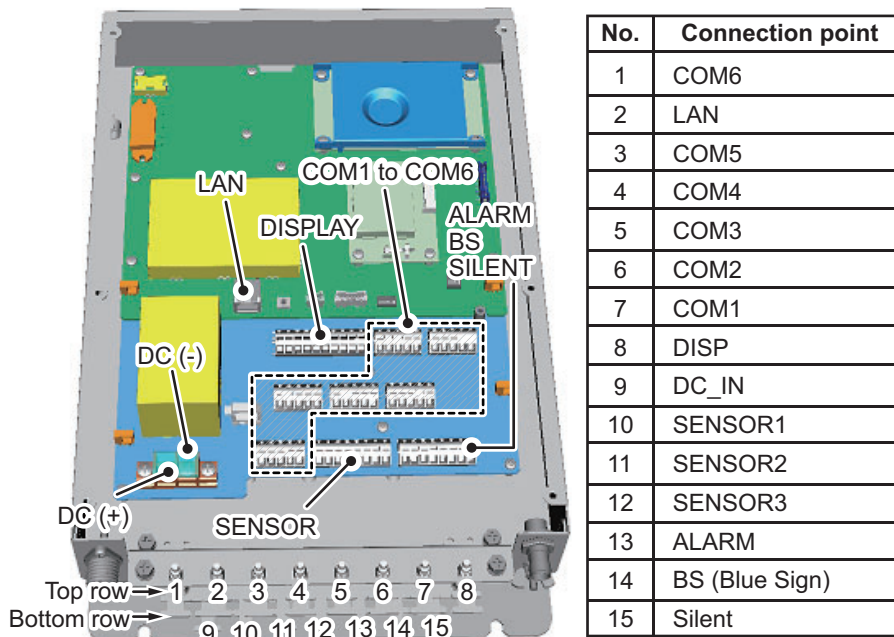 LAN
COM1 to COM6
DISPLAY
ALARM
BS
SILENT
DC (-)
DC (+)
SENSOR
Top row 1 2 3 4 5 6 7 8
Bottom row 9 10 11 12 13 14 15
No. Connection point
1 COM6
2 LAN
3 COM5
4 COM4
5 COM3
6 COM2
7 COM1
8 DISP
9 DC_IN
10 SENSOR1
11 SENSOR2
12 SENSOR3
13 ALARM
14 BS (Blue Sign)
15 Silent